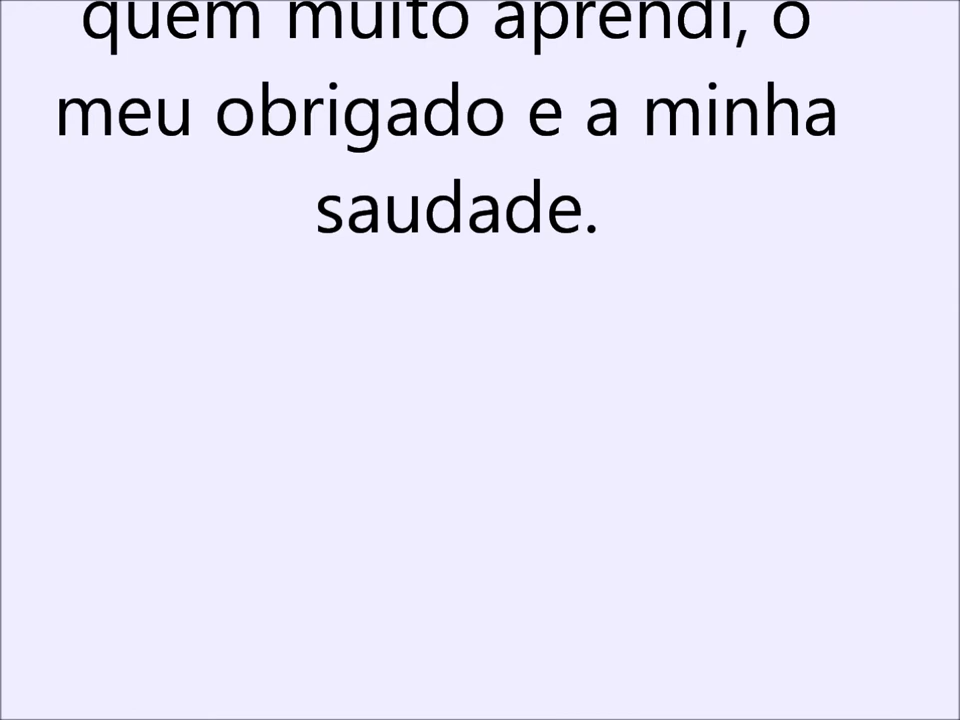 quem muito aprendi, o
meu obrigado e a minha
saudade.